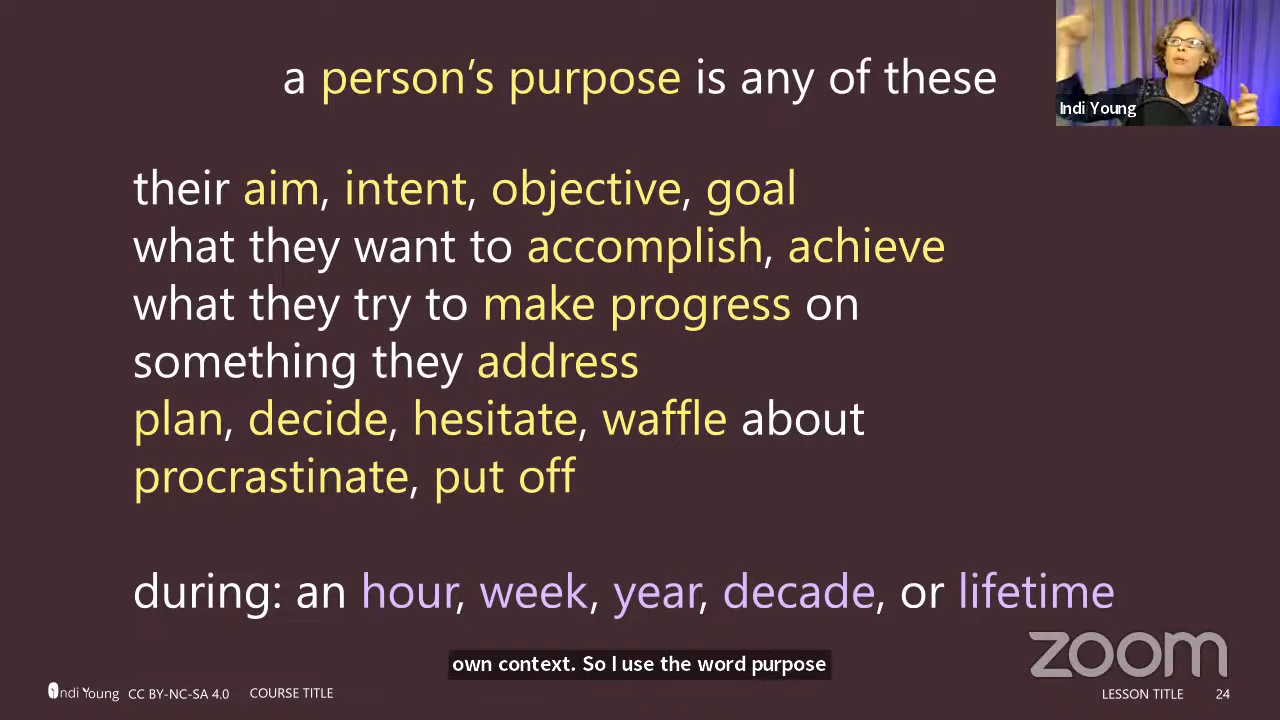 a person's purpose is any of these
Indi Young
their aim, intent, objective, goal
what they want to accomplish, achieve
what they try to make progress on
something they address
plan, decide, hesitate, waffle about
procrastinate, put off
during: an hour, week, year, decade, or lifetime
zoom
own context. So I use the word purpose
Indi Young CC BY-NC-SA 4.0 COURSE TITLE LESSON TITLE 24